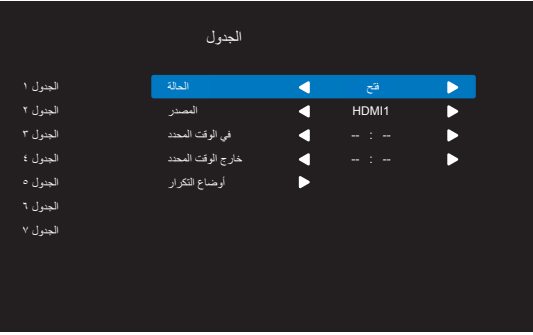 الجدول
الجدول ١
الحالة
فتح
الجدول ٢
المصدر
HDMI1
الجدول ٣
في الوقت المحدد
-- : --
الجدول ٤
خارج الوقت المحدد
-- : --
الجدول ٥
أوضاع التكرار
الجدول ٦
الجدول ٧